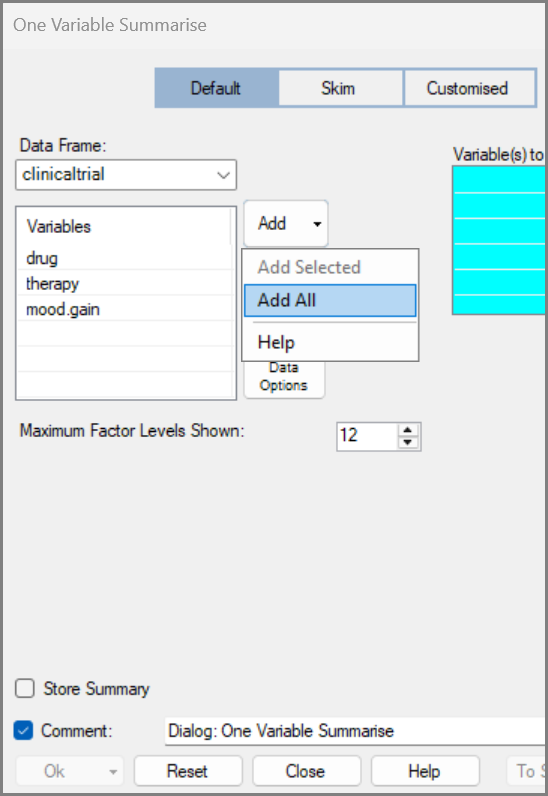 One Variable Summarise
Default Skim Customised
Data Frame:
Variable(s) to
clinicaltrial
Variables
Add
drug
Add Selected
therapy
Add All
mood.gain
Help
Data
Options
Maximum Factor Levels Shown:
12
Store Summary
Comment: Dialog: One Variable Summarise
Ok Reset Close Help To